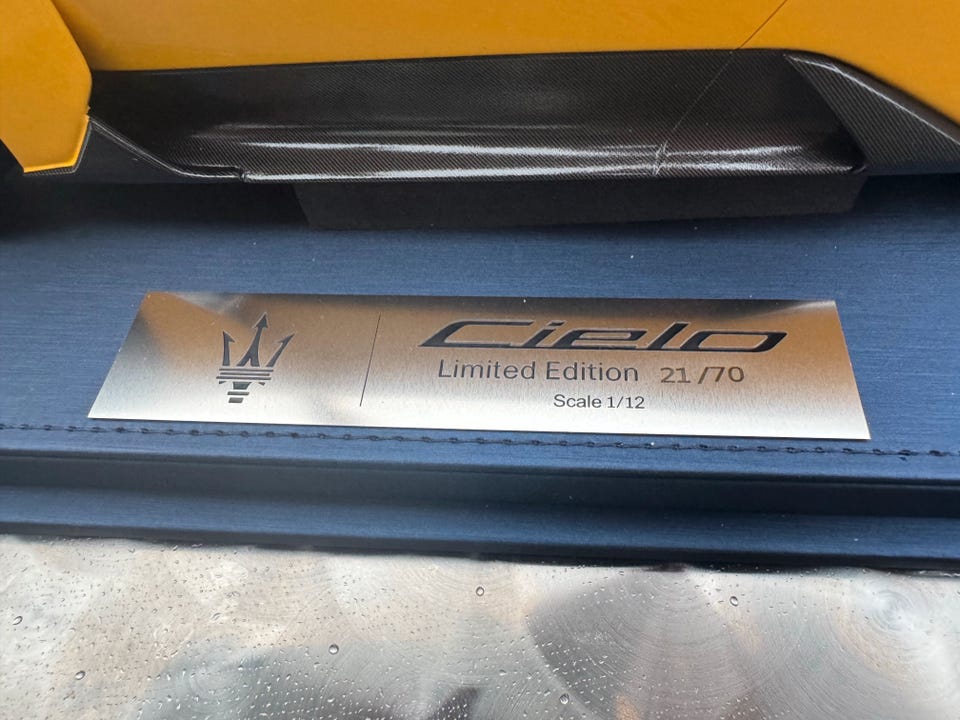 Cielo
Limited Edition 21/70
Scale 1/12